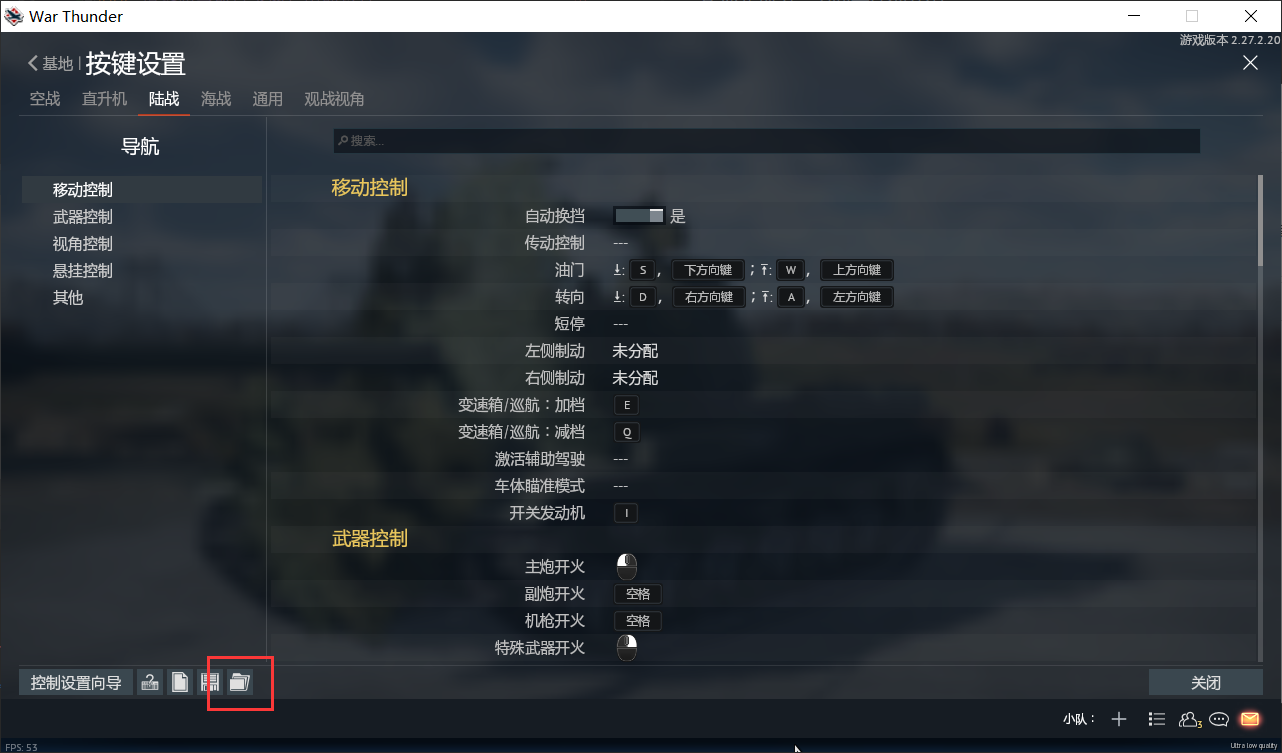 War Thunder
游戏版本 2.27.2.20
基地 | 按键设置
空战 直升机 陆战 海战 通用 观战视角
导航
搜索...
移动控制
武器控制
视角控制
悬挂控制
其他
移动控制
自动换挡 是
传动控制 ---
油门 : S , 下方向键 ; : W , 上方向键
转向 : D , 右方向键 ; : A , 左方向键
短停 ---
左侧制动 未分配
右侧制动 未分配
变速箱/巡航：加档 E
变速箱/巡航：减档 Q
激活辅助驾驶 ---
车体瞄准模式 ---
开关发动机 I
武器控制
主炮开火
副炮开火 空格
机枪开火 空格
特殊武器开火
控制设置向导 关闭
小队： 3
FPS: 53 Ultra low quality